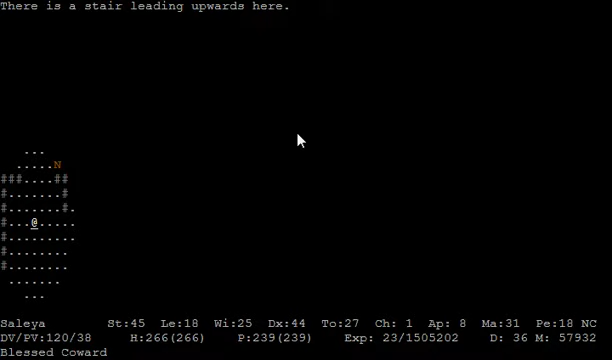 There is a stair leading upwards here.
---
.....N
###....##
#.......#
#.......#.
#...@.....
#.........
#........
#........
.......
---
Saleya St:45 Le:18 Wi:25 Dx:44 To:27 Ch: 1 Ap: 8 Ma:31 Pe:18 NC
DV/PV:120/38 H:266(266) P:239(239) Exp: 23/1505202 D: 36 M: 57932
Blessed Coward